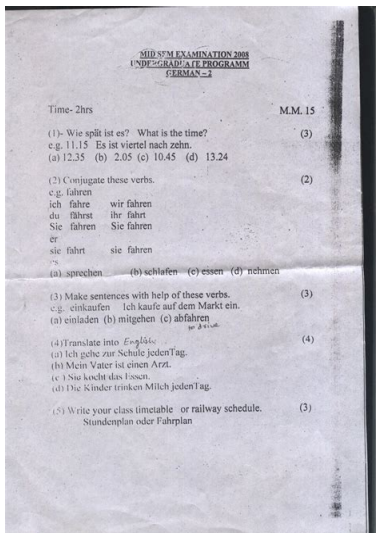 MID SEM EXAMINATION 2008
UNDERGRADUATE PROGRAMM
GERMAN – 2
Time- 2hrs M.M. 15
(1)- Wie spät ist es? What is the time? (3)
e.g. 11.15 Es ist viertel nach zehn.
(a) 12.35 (b) 2.05 (c) 10.45 (d) 13.24
(2) Conjugate these verbs. (2)
e.g. fahren
ich fahre wir fahren
du fährst ihr fahrt
Sie fahren Sie fahren
er
sie fahrt sie fahren
es
(a) sprechen (b) schlafen (c) essen (d) nehmen
(3) Make sentences with help of these verbs. (3)
e.g. einkaufen Ich kaufe auf dem Markt ein.
(a) einladen (b) mitgehen (c) abfahren
to drive
(4)Translate into English (4)
(a) Ich gehe zur Schule jedenTag.
(b) Mein Vater ist einen Arzt.
(c ) Sie kocht das Essen.
(d) Die Kinder trinken Milch jedenTag.
(5) Write your class timetable or railway schedule. (3)
Stundenplan oder Fahrplan